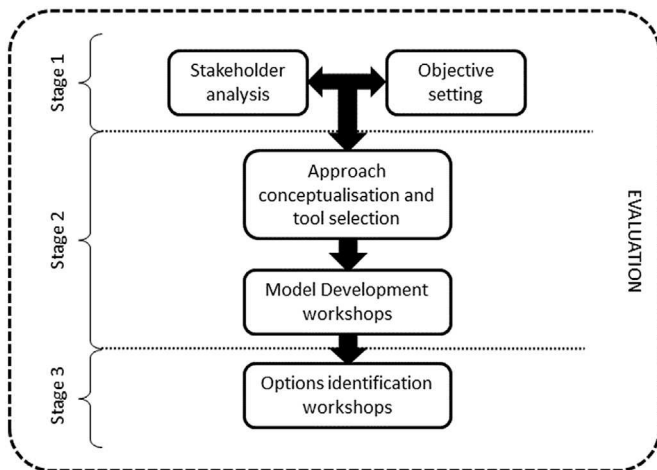 Stage 1
Stakeholder
analysis
Objective
setting
Stage 2
Approach
conceptualisation and
tool selection
Model Development
workshops
Stage 3
Options identification
workshops
EVALUATION